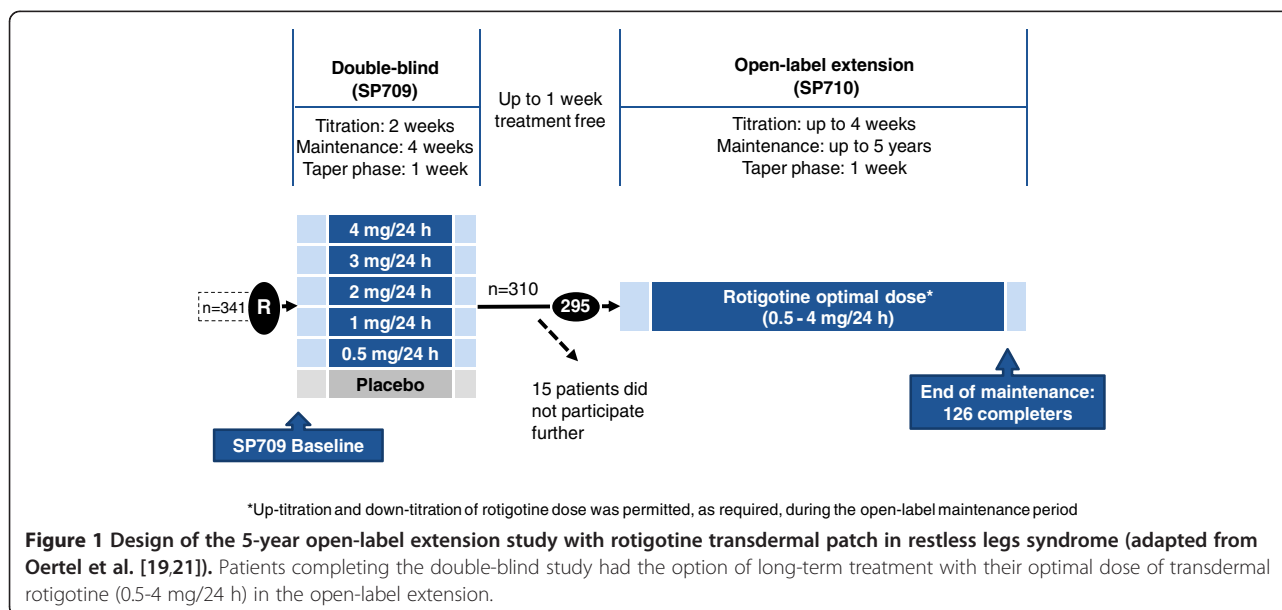 Double-blind
(SP709)
Titration: 2 weeks
Maintenance: 4 weeks
Taper phase: 1 week
Up to 1 week
treatment free
Open-label extension
(SP710)
Titration: up to 4 weeks
Maintenance: up to 5 years
Taper phase: 1 week
n=341
R
4 mg/24 h
3 mg/24 h
2 mg/24 h
1 mg/24 h
0.5 mg/24 h
Placebo
SP709 Baseline
n=310
295
15 patients did
not participate
further
Rotigotine optimal dose*
(0.5 - 4 mg/24 h)
End of maintenance:
126 completers
*Up-titration and down-titration of rotigotine dose was permitted, as required, during the open-label maintenance period
Figure 1 Design of the 5-year open-label extension study with rotigotine transdermal patch in restless legs syndrome (adapted from
Oertel et al. [19,21]). Patients completing the double-blind study had the option of long-term treatment with their optimal dose of transdermal
rotigotine (0.5-4 mg/24 h) in the open-label extension.